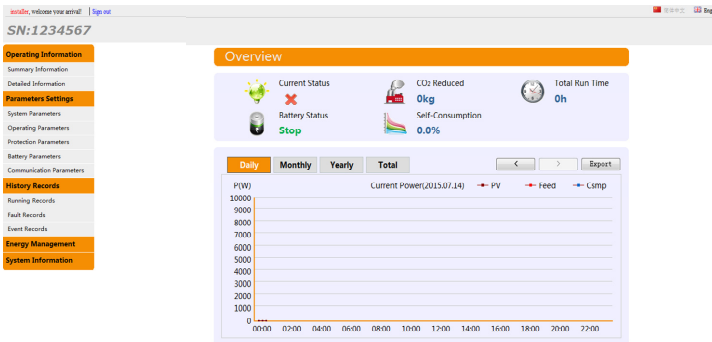 installer, welcome your arrival! | Sign out
简体中文 Eng
SN:1234567
Operating Information
Summary Information
Detailed Information
Parameters Settings
System Parameters
Operating Parameters
Protection Parameters
Battery Parameters
Communication Parameters
History Records
Running Records
Fault Records
Event Records
Energy Management
System Information
Overview
Current Status
CO2 Reduced
0kg
Total Run Time
0h
Battery Status
Stop
Self-Consumption
0.0%
Daily Monthly Yearly Total < > Export
P(W) Current Power(2015.07.14) PV Feed Csmp
10000
9000
8000
7000
6000
5000
4000
3000
2000
1000
0
00:00 02:00 04:00 06:00 08:00 10:00 12:00 14:00 16:00 18:00 20:00 22:00